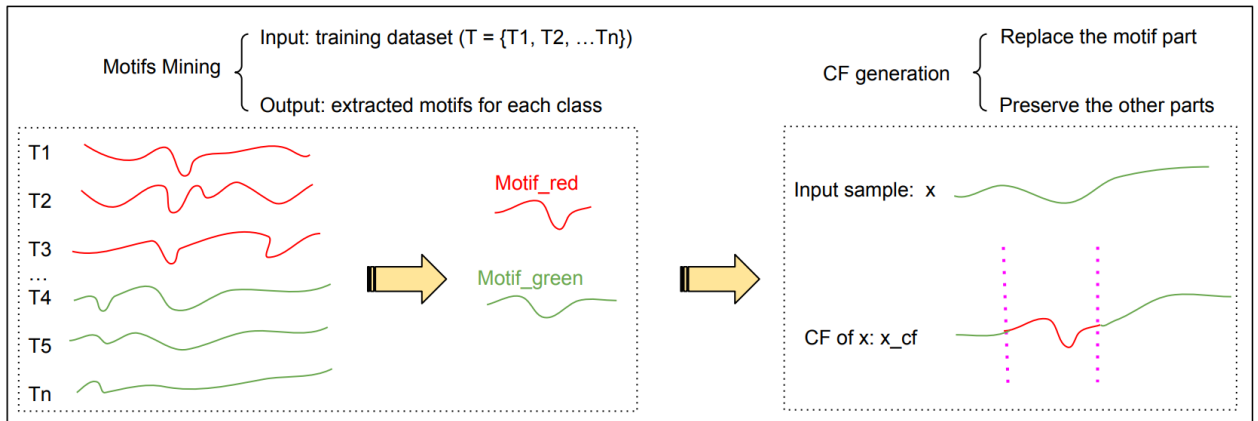 Motifs Mining
Input: training dataset (T = {T1, T2, …Tn})
Output: extracted motifs for each class
CF generation
Replace the motif part
Preserve the other parts
T1
T2
T3
…
T4
T5
Tn
Motif_red
Motif_green
Input sample: x
CF of x: x_cf